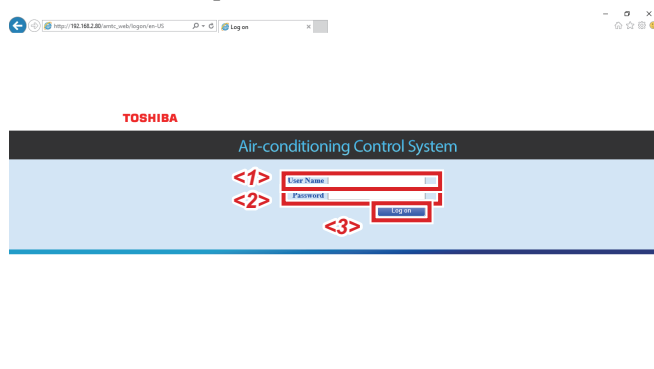 http://192.168.2.80/amtc_web/logon/en-US
Log on
TOSHIBA
Air-conditioning Control System
<1>
User Name
<2>
Password
Log on
<3>